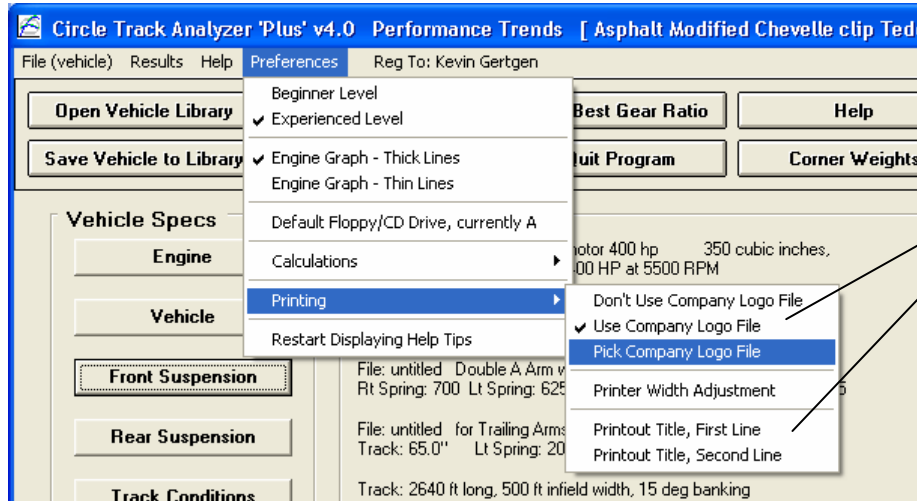 Circle Track Analyzer 'Plus' v4.0   Performance Trends   [ Asphalt Modified Chevelle clip
File (vehicle)   Results   Help   Preferences   Reg To: Kevin Gertgen
Beginner Level
Experienced Level
Engine Graph - Thick Lines
Engine Graph - Thin Lines
Default Floppy/CD Drive, currently A
Calculations
Printing
Restart Displaying Help Tips
Open Vehicle Library
Best Gear Ratio
Help
Save Vehicle to Library
Quit Program
Corner Weights
Vehicle Specs
Engine
400 hp   350 cubic inches,
HP at 5500 RPM
Vehicle
Don't Use Company Logo File
Use Company Logo File
Pick Company Logo File
Printer Width Adjustment
Printout Title, First Line
Printout Title, Second Line
Front Suspension
File: untitled   Double A Arm
Rt Spring: 700   Lt Spring: 625
Rear Suspension
File: untitled   for Trailing Arms
Track: 65.0"   Lt Spring: 20
Track Conditions
Track: 2640 ft long, 500 ft infield width, 15 deg banking